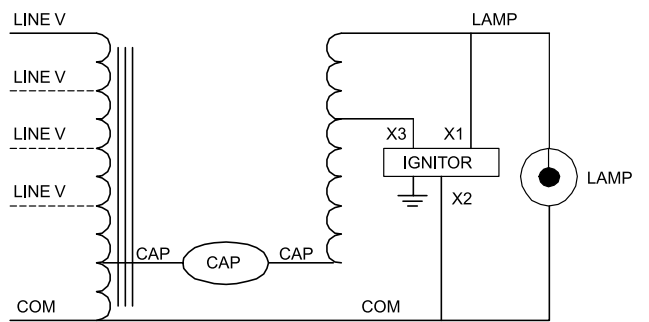 LINE V
LAMP
LINE V
LINE V
X3
X1
IGNITOR
LINE V
X2
LAMP
CAP
CAP
CAP
COM
COM